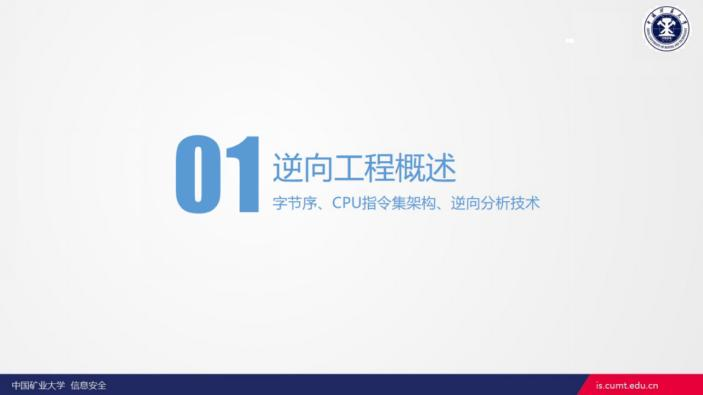 01
逆向工程概述
字节序、CPU指令集架构、逆向分析技术
中国矿业大学 信息安全
is.cumt.edu.cn